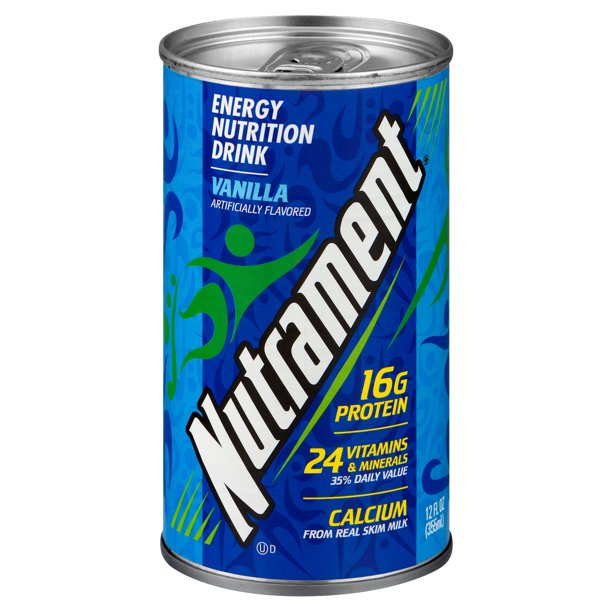 ENERGY
NUTRITION
DRINK
VANILLA
ARTIFICIALLY FLAVORED
Nutrament®
16G
PROTEIN
24 VITAMINS
& MINERALS
35% DAILY VALUE
CALCIUM
FROM REAL SKIM MILK
12 FL OZ
(355mL)
U D